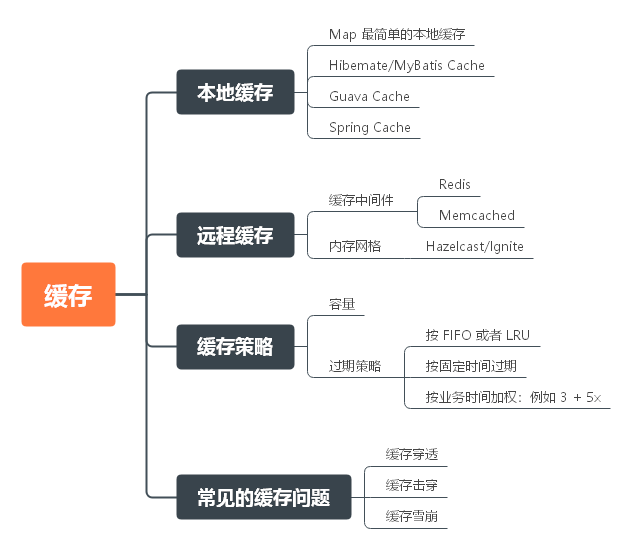 缓存
本地缓存
Map 最简单的本地缓存
Hibemate/MyBatis Cache
Guava Cache
Spring Cache
远程缓存
缓存中间件
Redis
Memcached
内存网格
Hazelcast/Ignite
缓存策略
容量
过期策略
按 FIFO 或者 LRU
按固定时间过期
按业务时间加权：例如 3 + 5x
常见的缓存问题
缓存穿透
缓存击穿
缓存雪崩